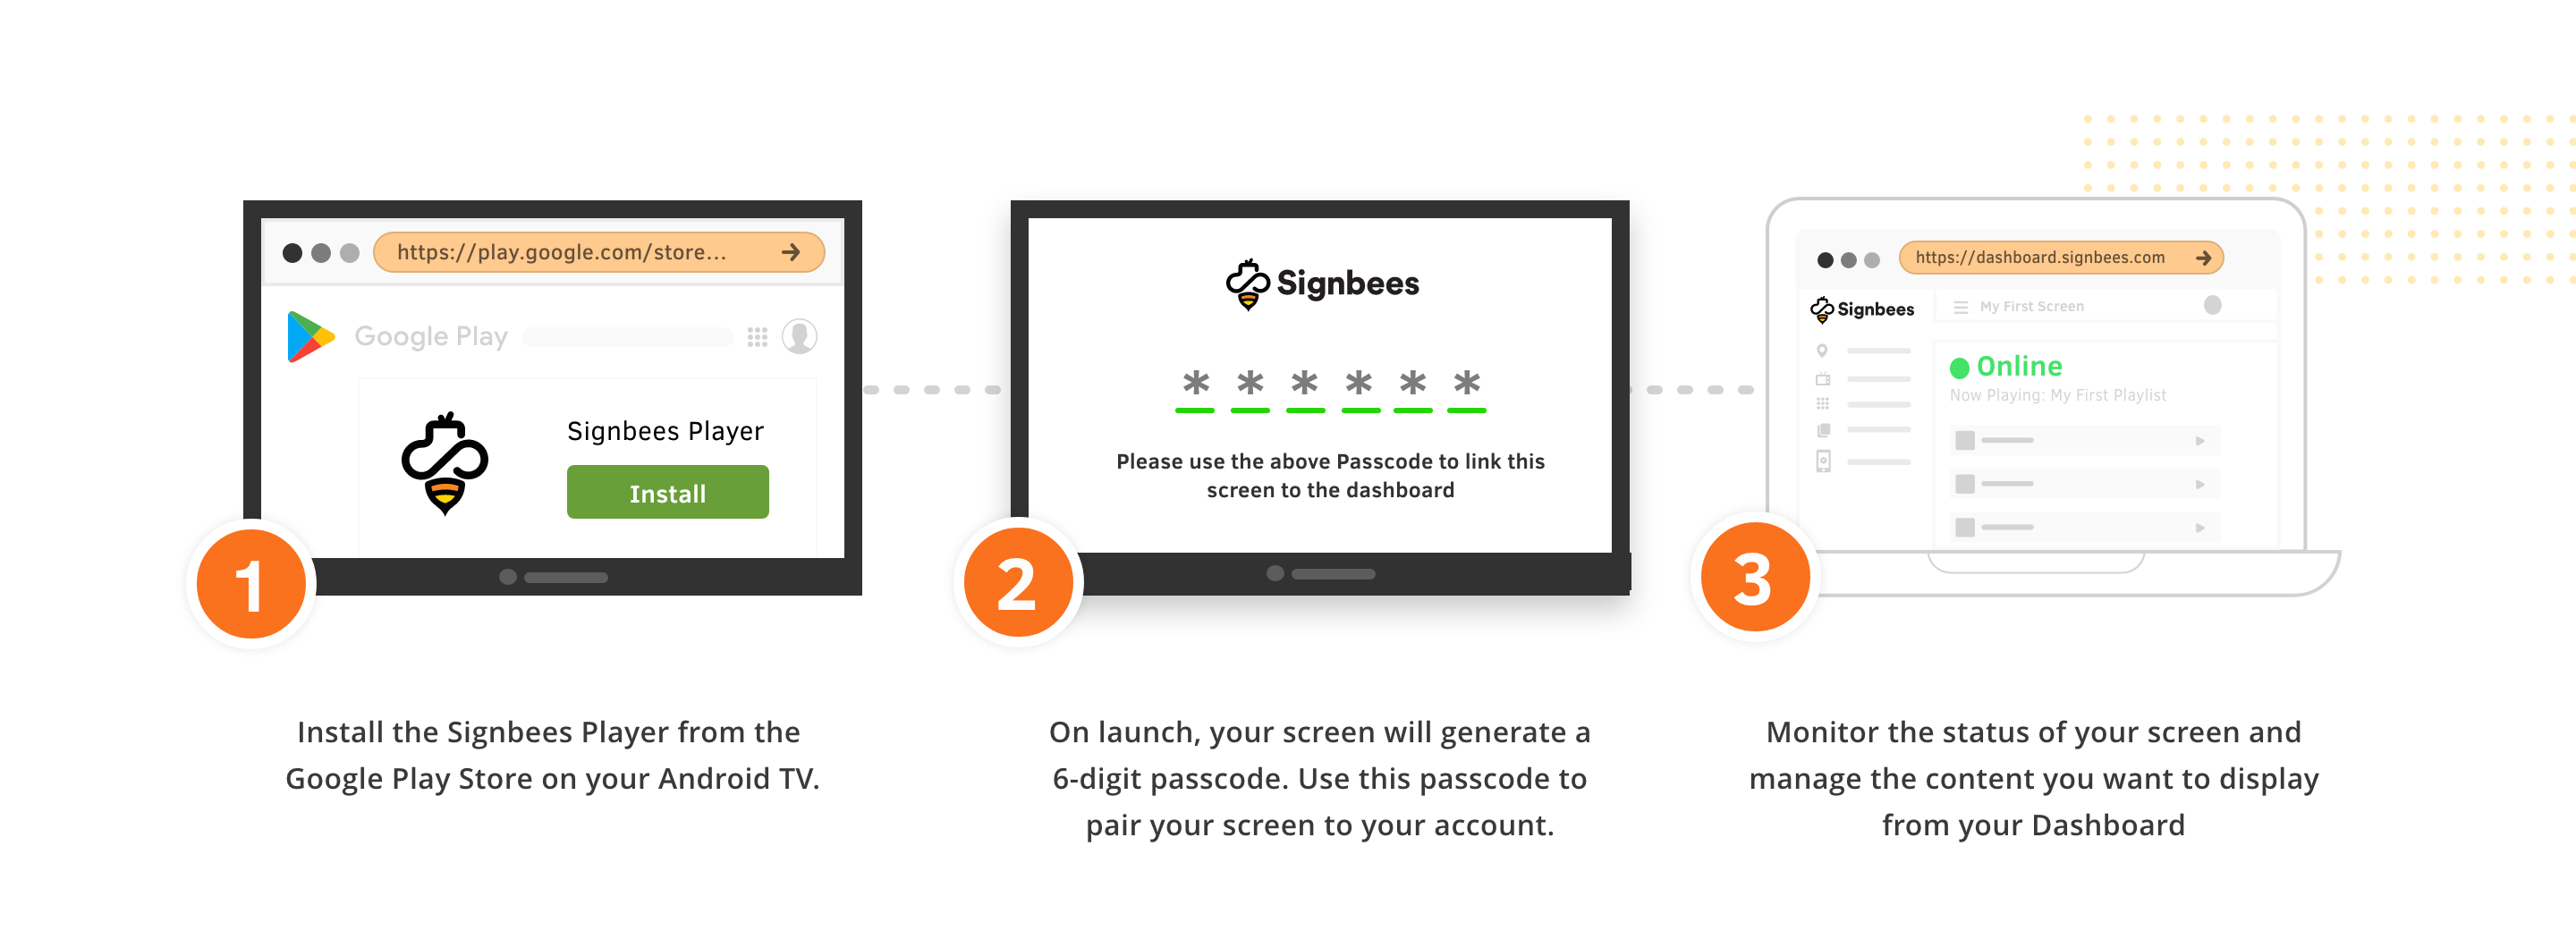 https://play.google.com/store...
Google Play
Signbees Player
Install
1
Install the Signbees Player from the
Google Play Store on your Android TV.
Signbees
* * * * * *
Please use the above Passcode to link this
screen to the dashboard
2
On launch, your screen will generate a
6-digit passcode. Use this passcode to
pair your screen to your account.
https://dashboard.signbees.com
Signbees
My First Screen
Online
Now Playing: My First Playlist
3
Monitor the status of your screen and
manage the content you want to display
from your Dashboard